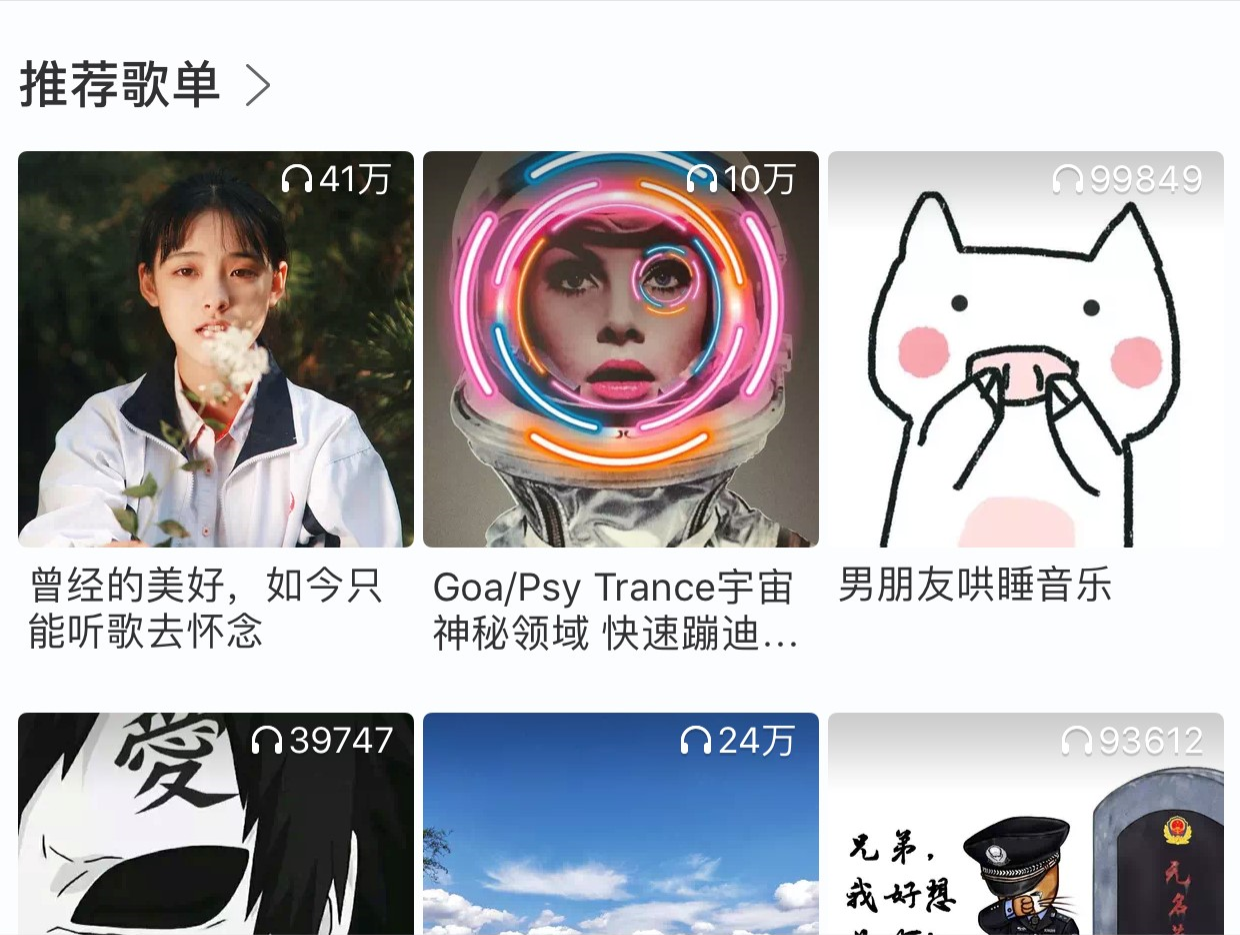 推荐歌单
41万
10万
99849
曾经的美好，如今只
能听歌去怀念
Goa/Psy Trance宇宙
神秘领域 快速蹦迪...
男朋友哄睡音乐
39747
24万
93612
愛
兄弟，
我好想
无名